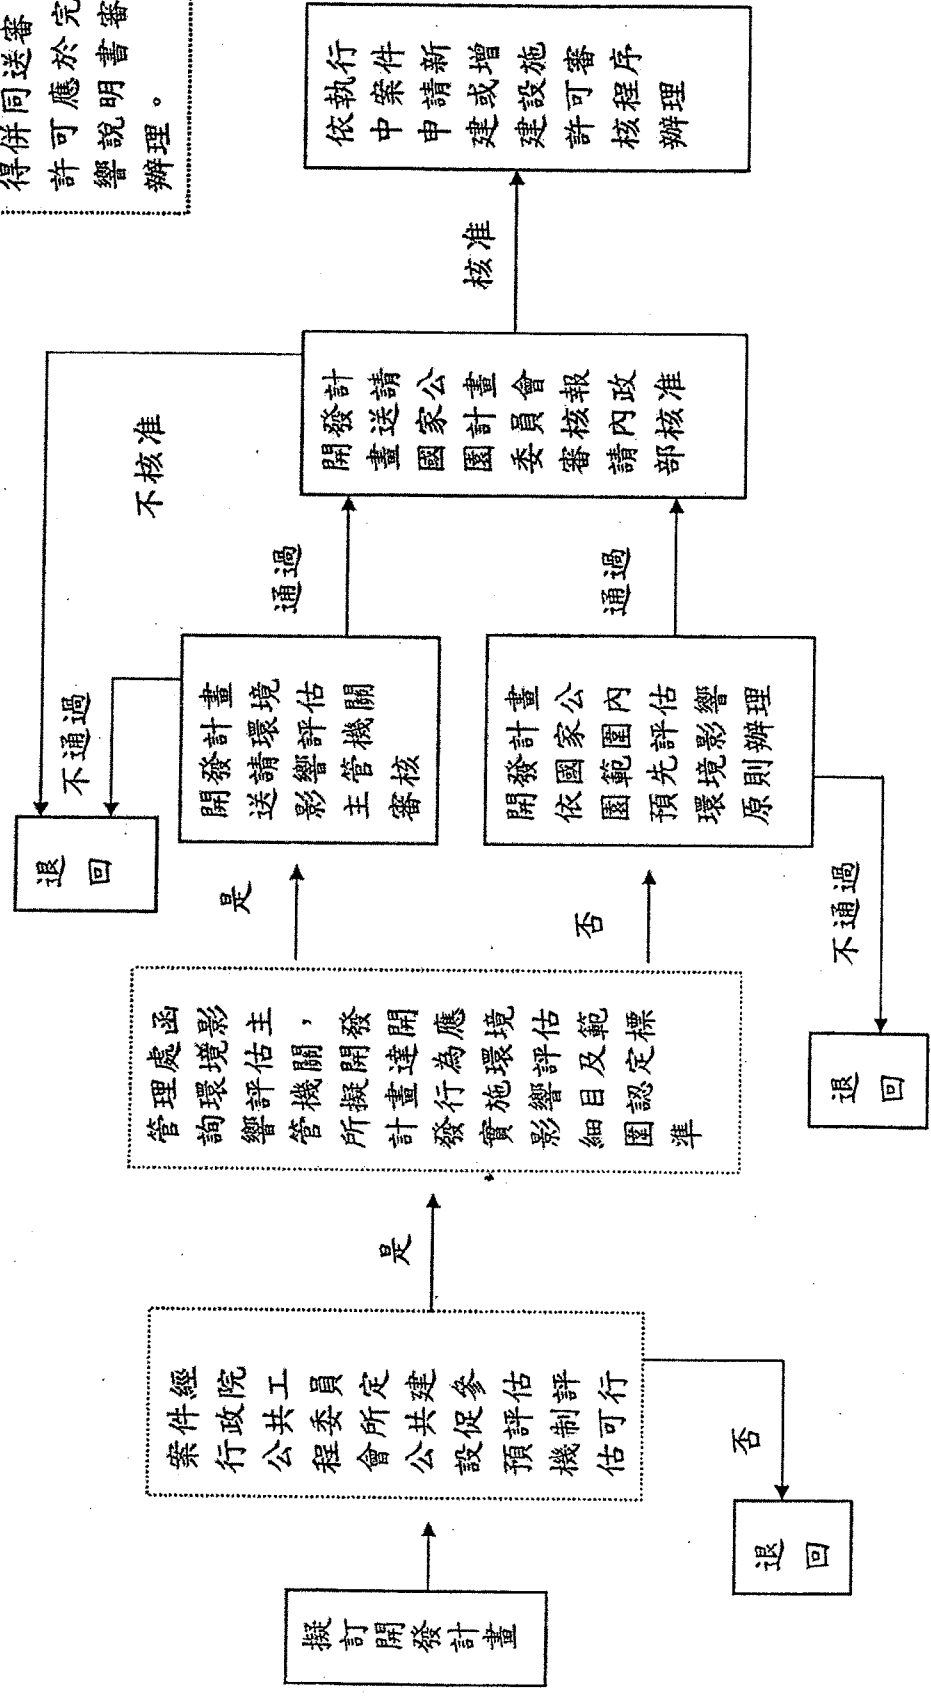 擬訂開發計畫
案件經
行政院
公共工
程委員
會所定
公共建
設促參
預評估
機制評
估可行
否
退回
是
管理處函
詢環境影
響評估主
管機關，
所擬開發
計畫達開
發行為應
實施環境
影響評估
細目及範
圍認定標
準
是
開發計畫
送請環境
影響評估
主管機關
審核
不通過
退回
否
開發計畫
依國家公
園範圍內
預先評估
環境影響
原則辦理
不通過
退回
通過
通過
開發計
畫送請
國家公
園計畫
委員會
審核報
請內政
部核准
不核准
核准
依執行
中案件
申請新
建或增
建設施
許可審
核程序
辦理
得併同送審
許可應於完
響說明書審
辦理。